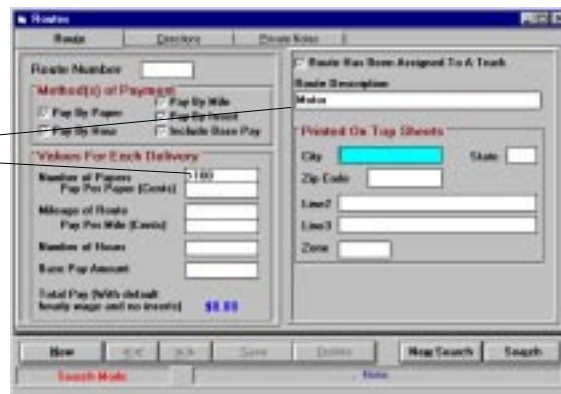 Routes
Route Directions Private Notes
Route Number
Method(s) of Payment
Pay By Mile
Pay By Paper Pay By Insert
Pay By Hour Include Base Pay
Values For Each Delivery
Number of Papers >100
Pay Per Paper (Cents)
Mileage of Route
Pay Per Mile (Cents)
Number of Hours
Base Pay Amount
Total Pay (With default
hourly wage and no inserts) $0.00
Route Has Been Assigned To A Truck
Route Description
Motor
Printed On Top Sheets
City State
Zip Code
Line2
Line3
Zone
New << >> Save Delete New Search Search
Search Mode